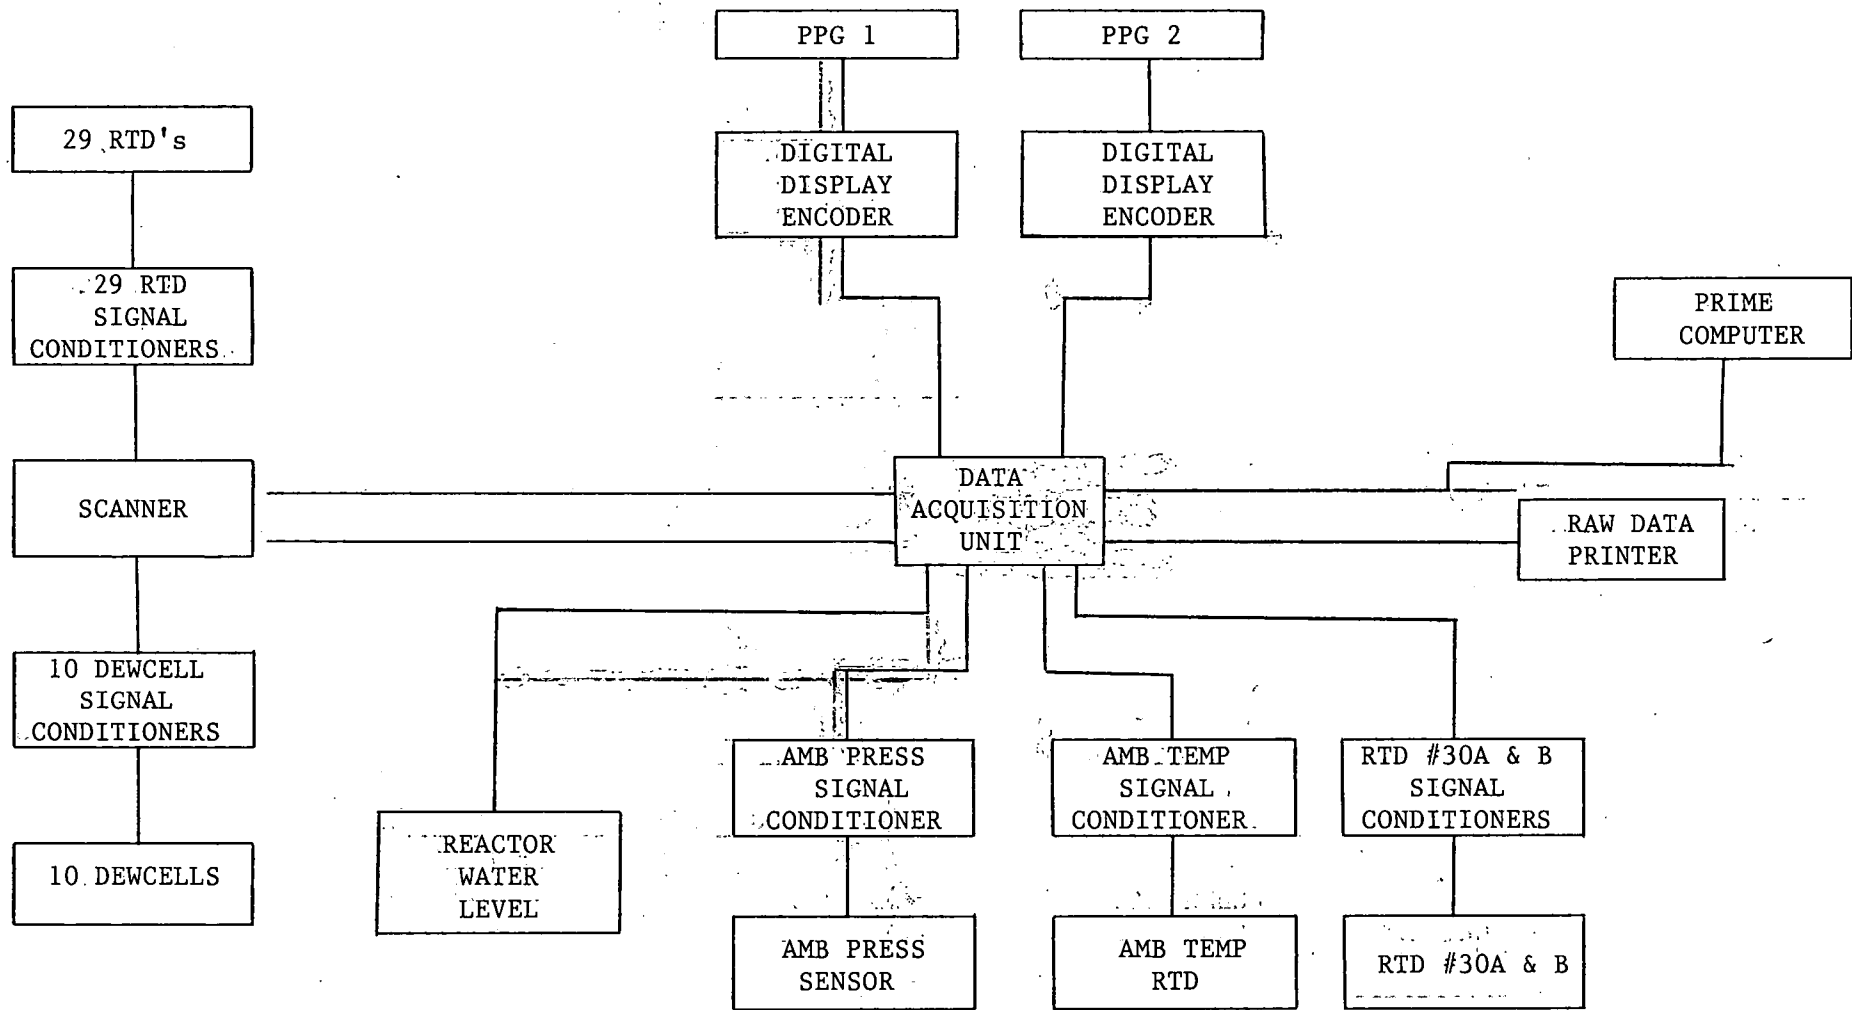 PPG 1
PPG 2
29 RTD's
DIGITAL
DISPLAY
ENCODER
DIGITAL
DISPLAY
ENCODER
29 RTD
SIGNAL
CONDITIONERS
PRIME
COMPUTER
SCANNER
DATA
ACQUISITION
UNIT
RAW DATA
PRINTER
10 DEWCELL
SIGNAL
CONDITIONERS
AMB PRESS
SIGNAL
CONDITIONER
AMB TEMP
SIGNAL
CONDITIONER
RTD #30A & B
SIGNAL
CONDITIONERS
10 DEWCELLS
REACTOR
WATER
LEVEL
AMB PRESS
SENSOR
AMB TEMP
RTD
RTD #30A & B